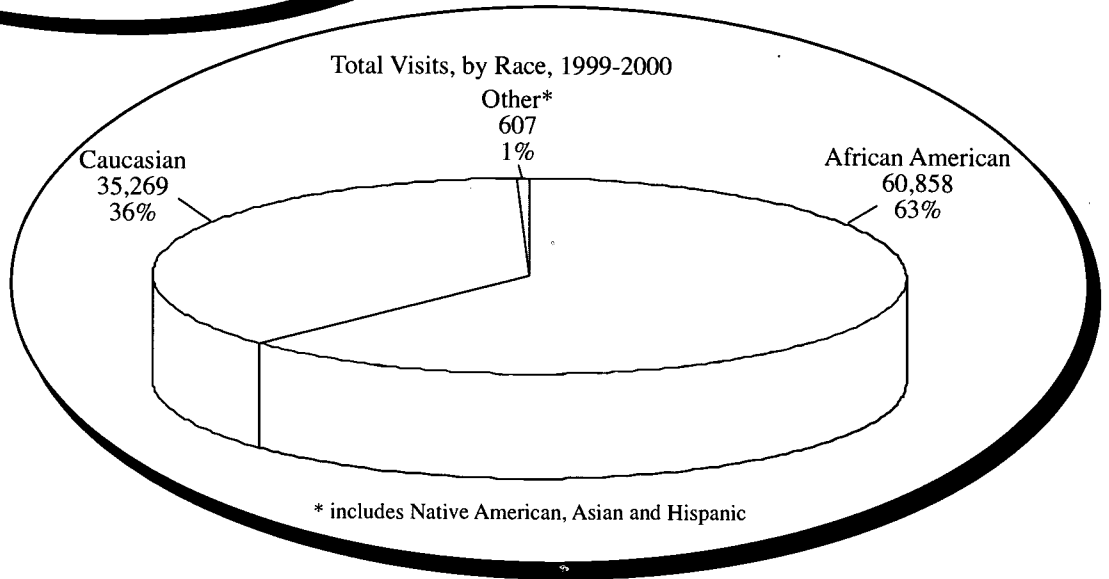 Total Visits, by Race, 1999-2000
Other*
607
1%
Caucasian
35,269
36%
African American
60,858
63%
* includes Native American, Asian and Hispanic